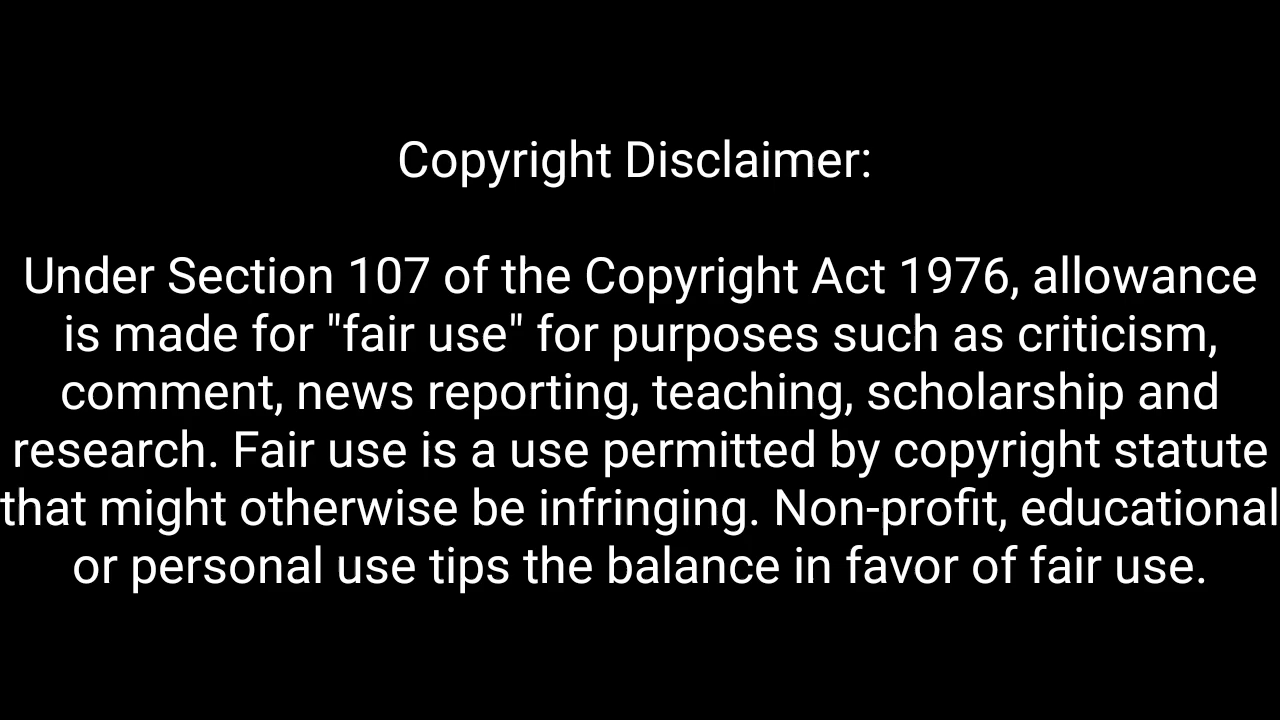 Copyright Disclaimer:
Under Section 107 of the Copyright Act 1976, allowance
is made for "fair use" for purposes such as criticism,
comment, news reporting, teaching, scholarship and
research. Fair use is a use permitted by copyright statute
that might otherwise be infringing. Non-profit, educational
or personal use tips the balance in favor of fair use.